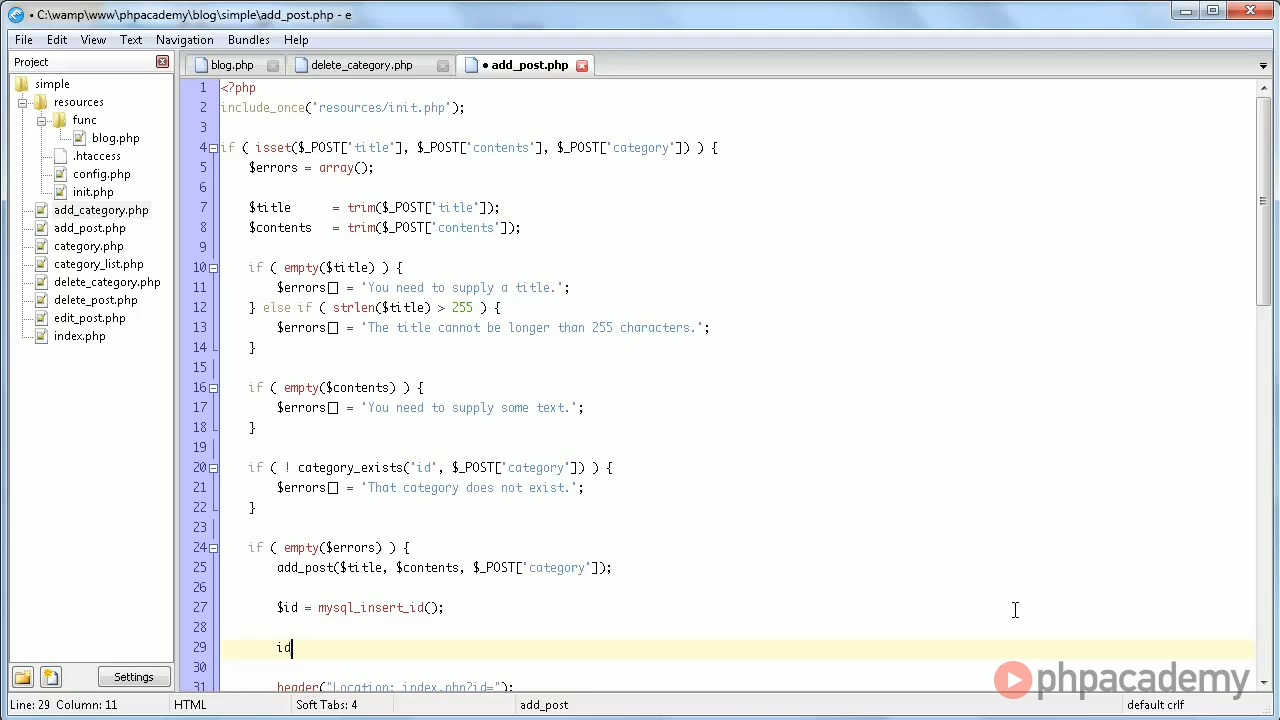 • C:\wamp\www\phpacademy\blog\simple\add_post.php - e
File Edit View Text Navigation Bundles Help
Project
blog.php delete_category.php • add_post.php
simple
resources
func
blog.php
.htaccess
config.php
init.php
add_category.php
add_post.php
category.php
category_list.php
delete_category.php
delete_post.php
edit_post.php
index.php
Settings
1 <?php
2 include_once('resources/init.php');
3
4 if ( isset($_POST['title'], $_POST['contents'], $_POST['category']) ) {
5 $errors = array();
6
7 $title = trim($_POST['title']);
8 $contents = trim($_POST['contents']);
9
10 if ( empty($title) ) {
11 $errors[] = 'You need to supply a title.';
12 } else if ( strlen($title) > 255 ) {
13 $errors[] = 'The title cannot be longer than 255 characters.';
14 }
15
16 if ( empty($contents) ) {
17 $errors[] = 'You need to supply some text.';
18 }
19
20 if ( ! category_exists('id', $_POST['category']) ) {
21 $errors[] = 'That category does not exist.';
22 }
23
24 if ( empty($errors) ) {
25 add_post($title, $contents, $_POST['category']);
26
27 $id = mysql_insert_id();
28
29 id
30
31 header("Location: index.php?id=");
phpacademy
Line: 29 Column: 11 HTML Soft Tabs: 4 add_post default crlf